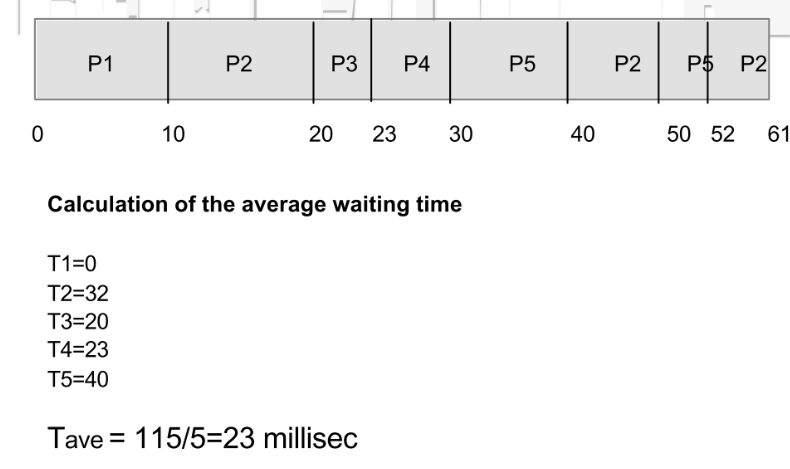 P1 P2 P3 P4 P5 P2 P5 P2
0 10 20 23 30 40 50 52 61
Calculation of the average waiting time
T1=0
T2=32
T3=20
T4=23
T5=40
Tave = 115/5=23 millisec